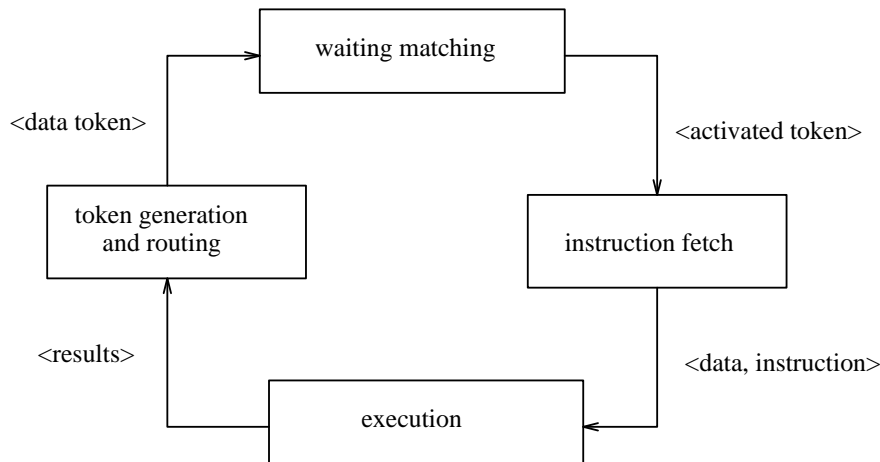 waiting matching
<data token>
<activated token>
token generation
and routing
instruction fetch
<results>
<data, instruction>
execution